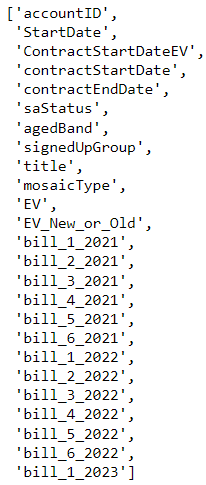 ['accountID',
'StartDate',
'ContractStartDateEV',
'contractStartDate',
'contractEndDate',
'saStatus',
'agedBand',
'signedUpGroup',
'title',
'mosaicType',
'EV',
'EV_New_or_Old',
'bill_1_2021',
'bill_2_2021',
'bill_3_2021',
'bill_4_2021',
'bill_5_2021',
'bill_6_2021',
'bill_1_2022',
'bill_2_2022',
'bill_3_2022',
'bill_4_2022',
'bill_5_2022',
'bill_6_2022',
'bill_1_2023']